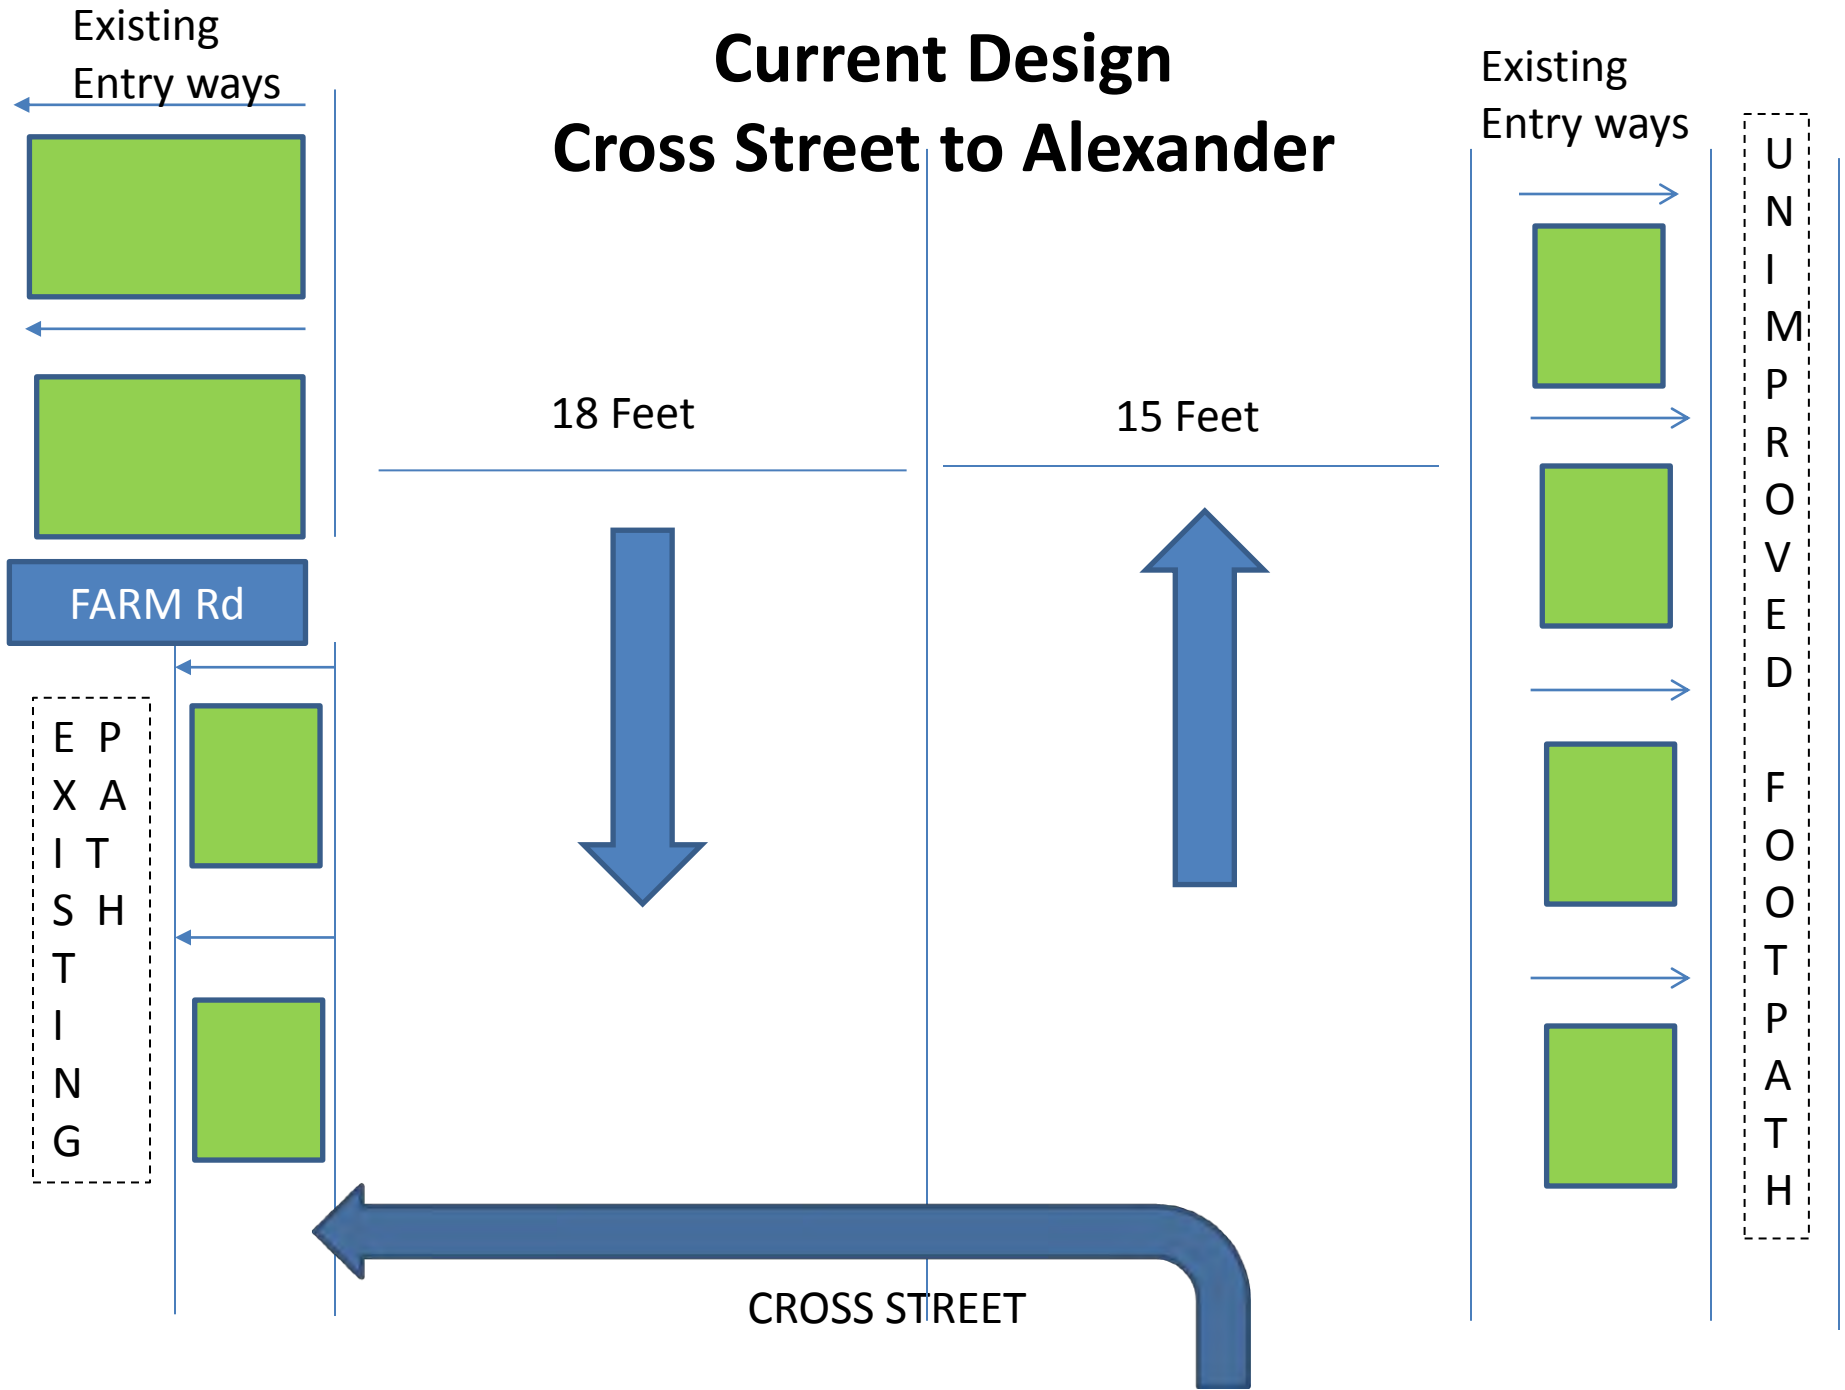 Existing
Entry ways
Current Design
Cross Street to Alexander
Existing
Entry ways
18 Feet
15 Feet
FARM Rd
E P
X A
I T
S H
T
I
N
G
U
N
I
M
P
R
O
V
E
D
F
O
O
T
P
A
T
H
CROSS STREET